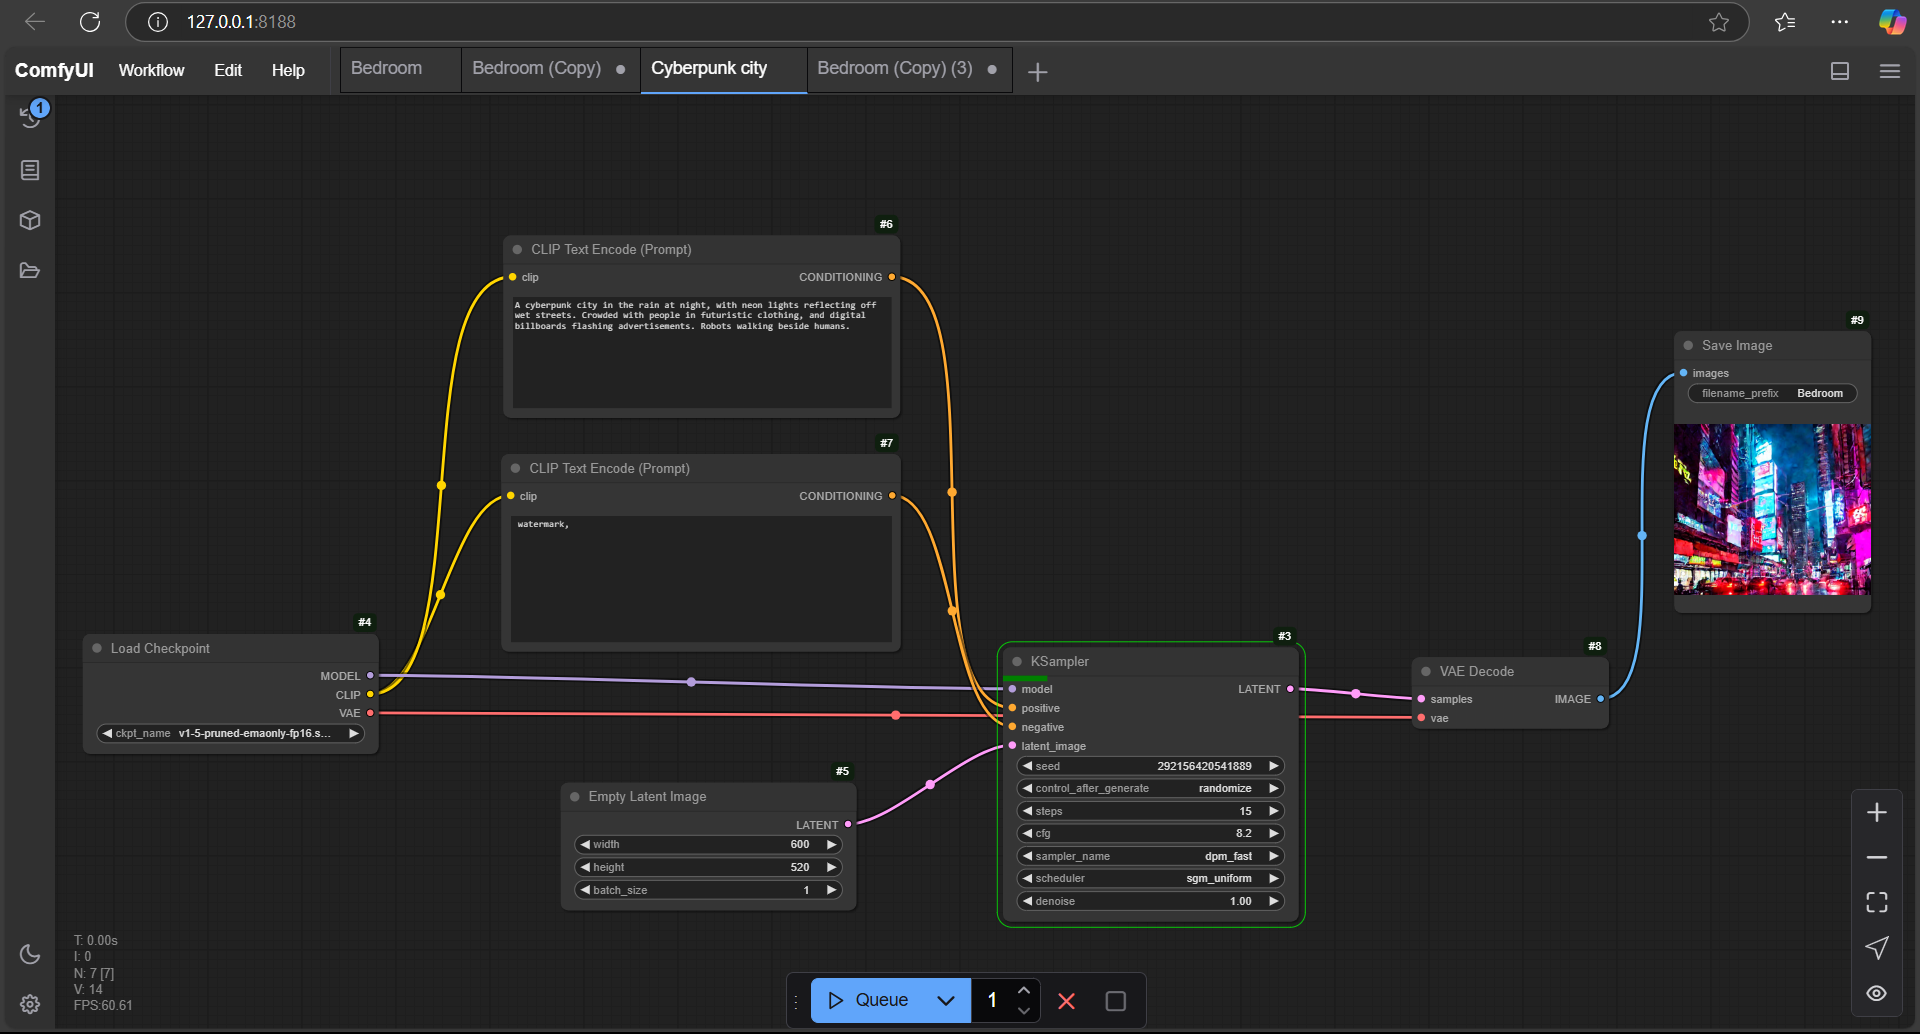 127.0.0.1:8188
ComfyUI
Workflow
Edit
Help
Bedroom
Bedroom (Copy)
Cyberpunk city
Bedroom (Copy) (3)
1
#6
CLIP Text Encode (Prompt)
clip
CONDITIONING
A cyberpunk city in the rain at night, with neon lights reflecting off
wet streets. Crowded with people in futuristic clothing, and digital
billboards flashing advertisements. Robots walking beside humans.
#7
CLIP Text Encode (Prompt)
clip
CONDITIONING
watermark,
#4
Load Checkpoint
MODEL
CLIP
VAE
ckpt_name v1-5-pruned-emaonly-fp16.s...
#5
Empty Latent Image
LATENT
width 600
height 520
batch_size 1
#3
KSampler
model
LATENT
positive
negative
latent_image
seed 292156420541889
control_after_generate randomize
steps 15
cfg 8.2
sampler_name dpm_fast
scheduler sgm_uniform
denoise 1.00
#8
VAE Decode
samples
IMAGE
vae
#9
Save Image
images
filename_prefix Bedroom
T: 0.00s
I: 0
N: 7 [7]
V: 14
FPS:60.61
Queue
1